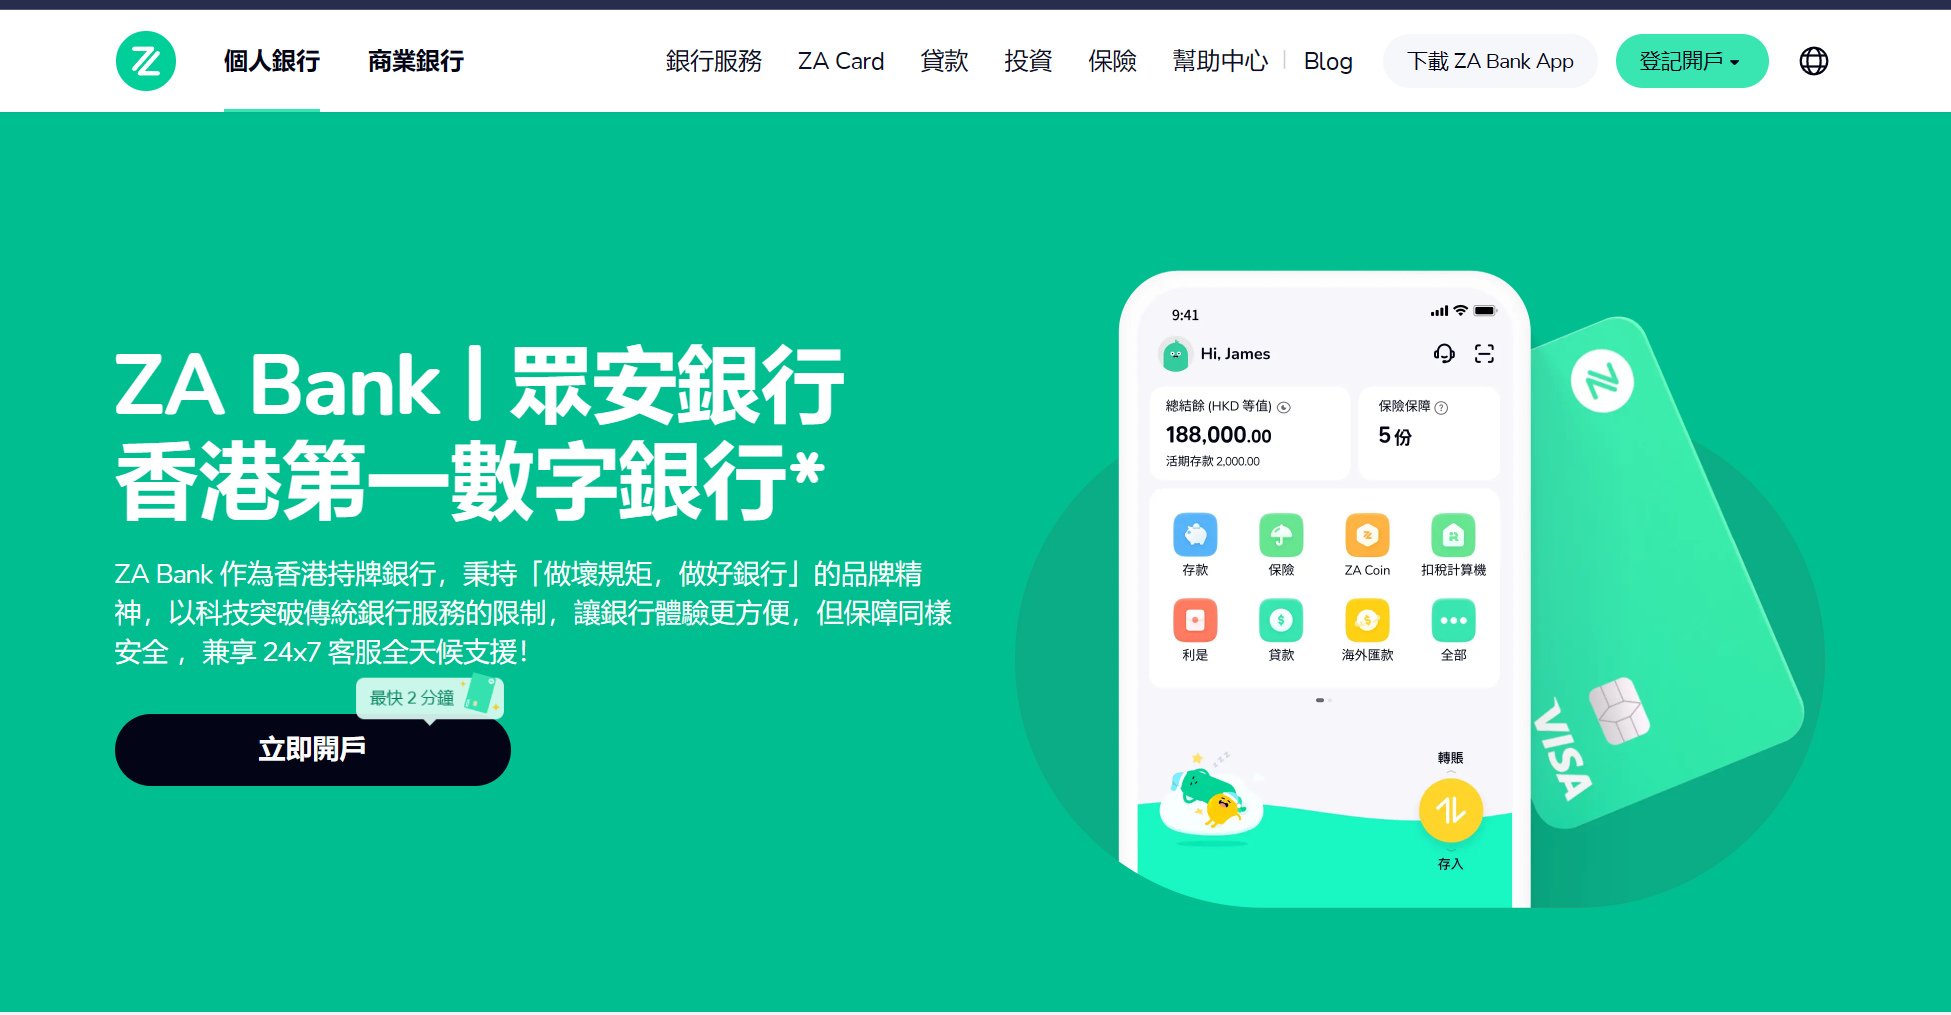 個人銀行
商業銀行
銀行服務
ZA Card
貸款
投資
保險
幫助中心
Blog
下載 ZA Bank App
登記開戶
ZA Bank | 眾安銀行
香港第一數字銀行*
ZA Bank 作為香港持牌銀行，秉持「做壞規矩，做好銀行」的品牌精
神，以科技突破傳統銀行服務的限制，讓銀行體驗更方便，但保障同樣
安全 ，兼享 24x7 客服全天候支援！
最快 2 分鐘
立即開戶
9:41
Hi, James
總結餘 (HKD 等值)
188,000.00
活期存款 2,000.00
保險保障 ?
5 份
存款
保險
ZA Coin
扣稅計算機
利是
貸款
海外匯款
全部
轉賬
存入
z z z
VISA